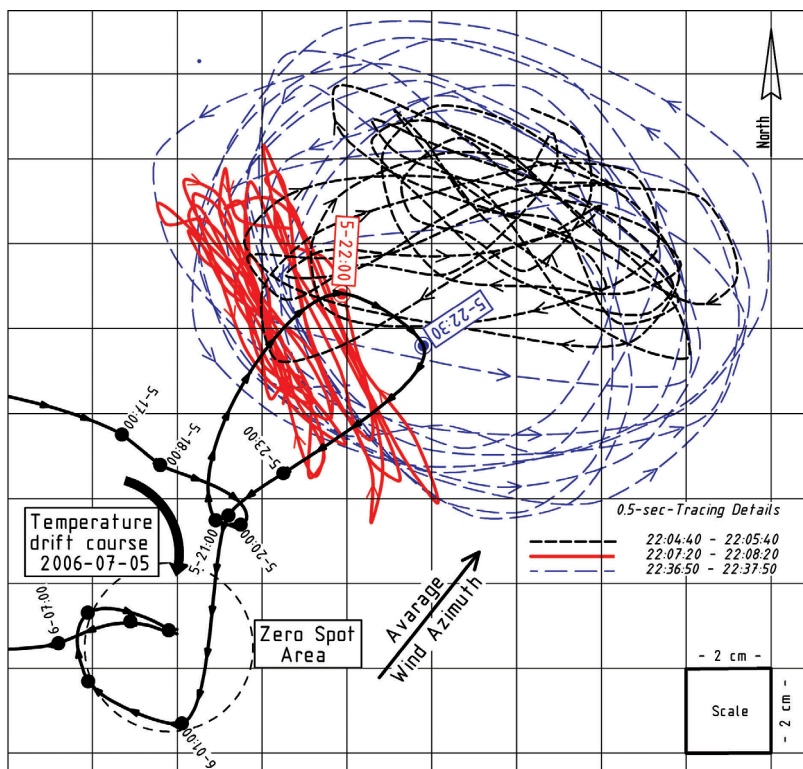 North
5-22:00
5-22:30
5-17:00
5-18:00
5-23:00
0.5-sec-Tracing Details
22:04:40 - 22:05:40
22:07:20 - 22:08:20
22:36:50 - 22:37:50
Temperature
drift course
2006-07-05
5-21:00
5-20:00
6-07:00
Zero Spot
Area
Avarage
Wind Azimuth
- 2 cm -
Scale
- 2 cm -
6-01:00